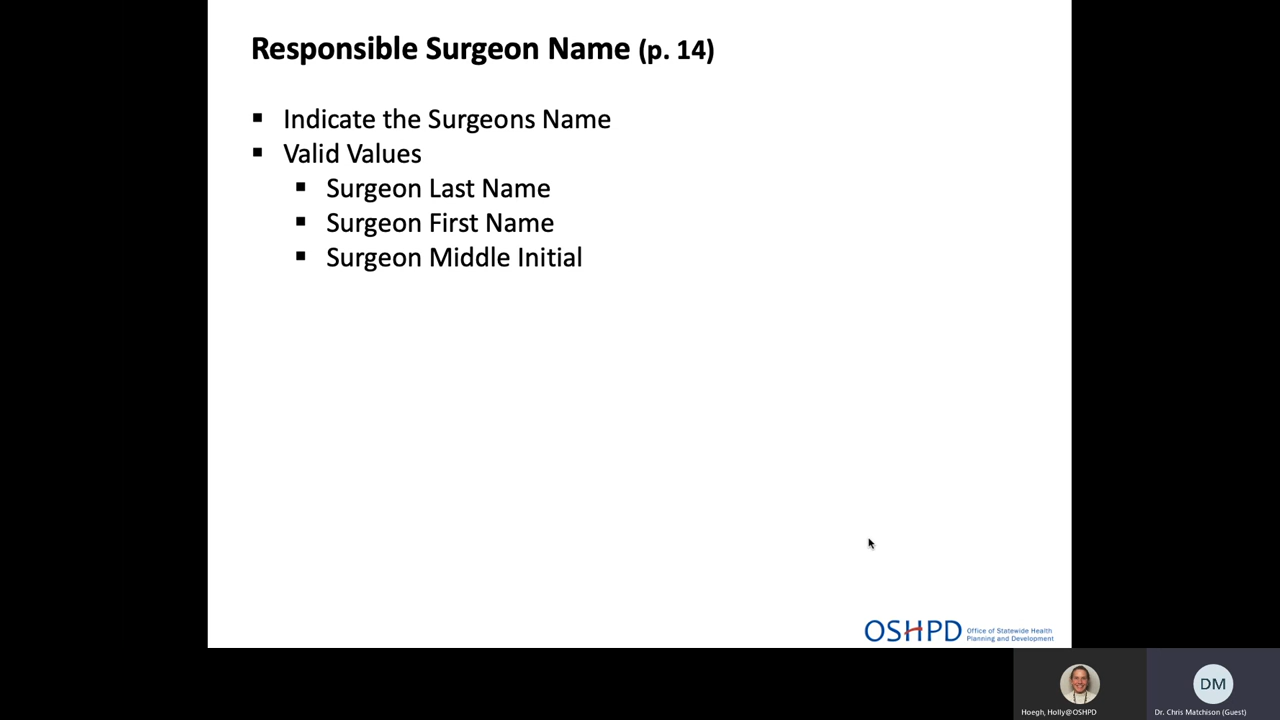 Responsible Surgeon Name (p. 14)
Indicate the Surgeons Name
Valid Values
Surgeon Last Name
Surgeon First Name
Surgeon Middle Initial
OSHPD Office of Statewide Health
Planning and Development
DM
Hoegh, Holly@OSHPD
Dr. Chris Matchison (Guest)